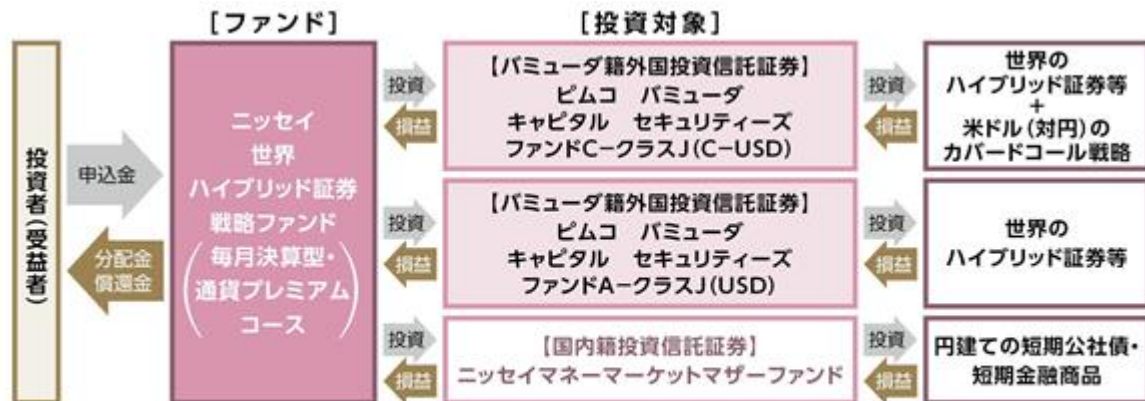 [ファンド]
[投資対象]
投資者(受益者)
申込金
分配金
償還金
ニッセイ
世界
ハイブリッド証券
戦略ファンド
(毎月決算型・
通貨プレミアム
コース)
投資
損益
【バミューダ籍外国投資信託証券】
ピムコ バミューダ
キャピタル セキュリティーズ
ファンドC-クラスJ(C-USD)
投資
損益
世界の
ハイブリッド証券等
+
米ドル(対円)の
カバードコール戦略
投資
損益
【バミューダ籍外国投資信託証券】
ピムコ バミューダ
キャピタル セキュリティーズ
ファンドA-クラスJ(USD)
投資
損益
世界の
ハイブリッド証券等
投資
損益
【国内籍投資信託証券】
ニッセイマネーマーケットマザーファンド
投資
損益
円建ての短期公社債・
短期金融商品